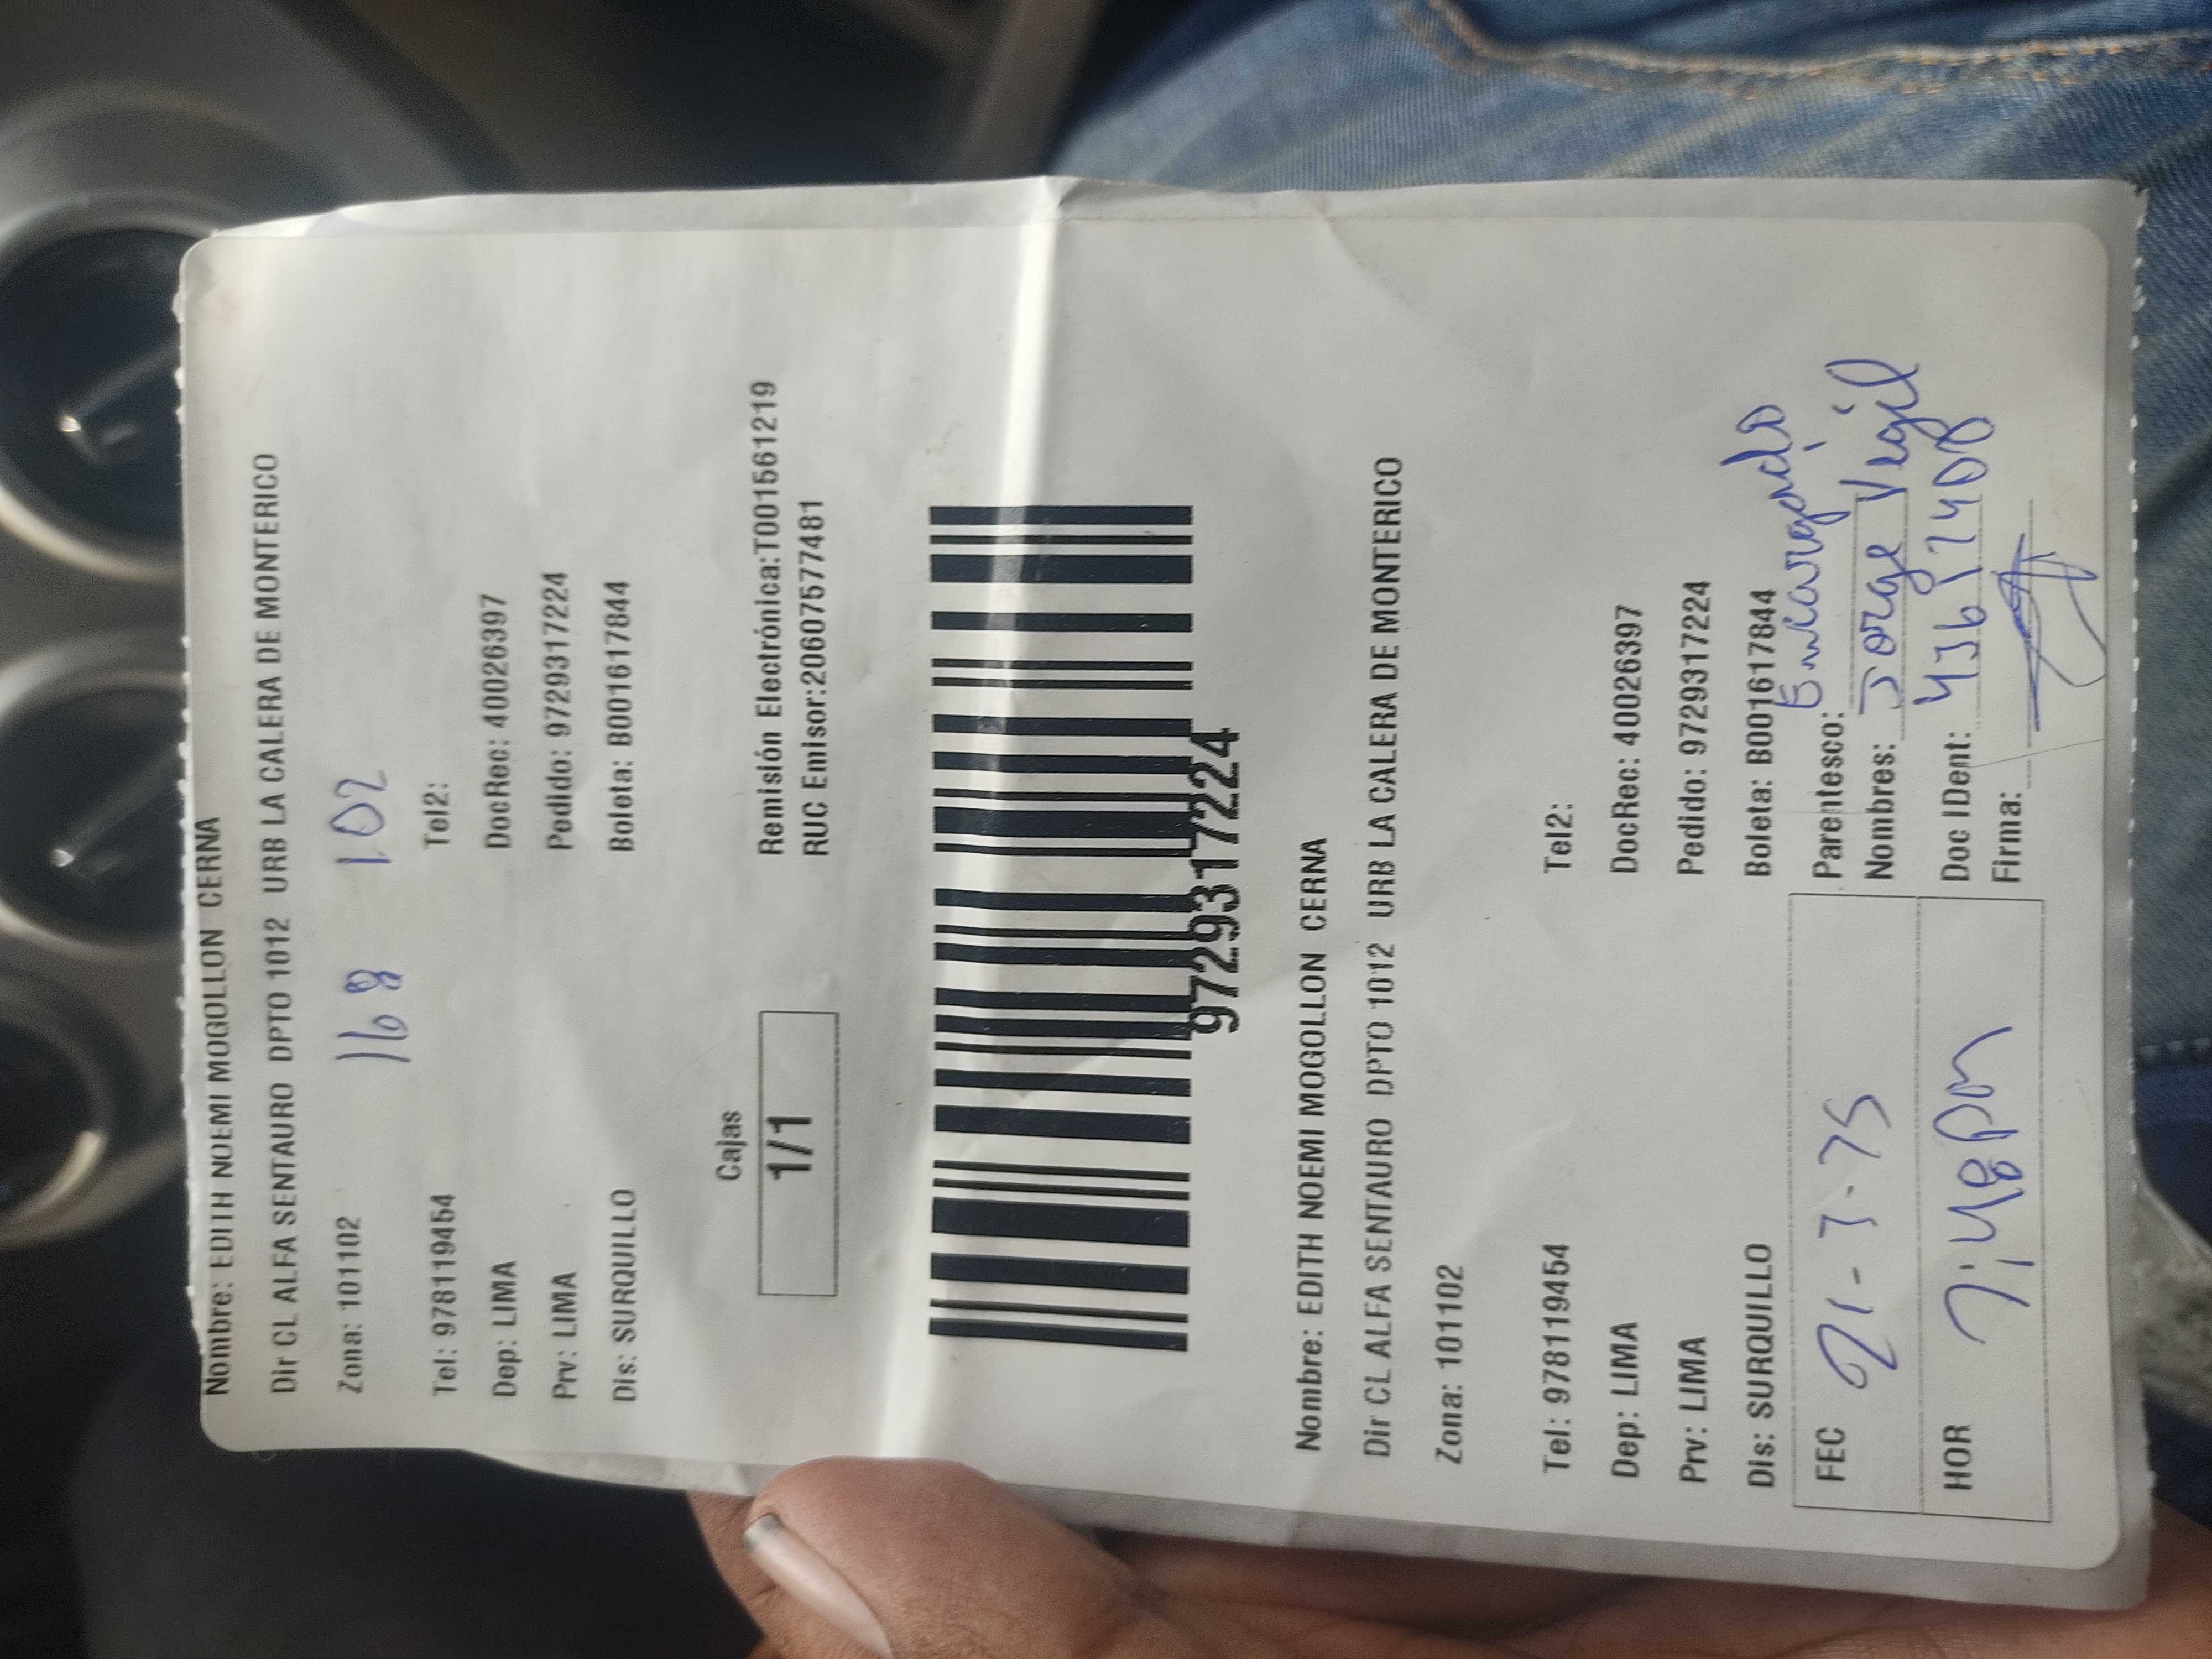 Nombre: EDITH NOEMI MOGOLLON CERNA
Dir CL ALFA SENTAURO DPTO 1012 URB LA CALERA DE MONTERICO
Zona: 101102 168 102
Tel: 978119454 Tel2:
Dep: LIMA DocRec: 40026397
Prv: LIMA Pedido: 9729317224
Dis: SURQUILLO Boleta: B001617844
Cajas
1/1
Remisión Electrónica:T001561219
RUC Emisor:20607577481
9729317224
Nombre: EDITH NOEMI MOGOLLON CERNA
Dir CL ALFA SENTAURO DPTO 1012 URB LA CALERA DE MONTERICO
Zona: 101102
Tel: 978119454 Tel2:
Dep: LIMA DocRec: 40026397
Prv: LIMA Pedido: 9729317224
Dis: SURQUILLO Boleta: B001617844
FEC
HOR
Parentesco: Encargado
Nombres: Jorge Vegil
Doc IDent:
Firma: